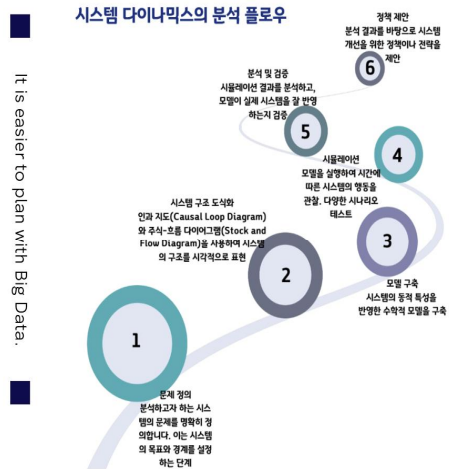 시스템 다이나믹스의 분석 플로우
It is easier to plan with Big Data.
1
문제 정의
분석하고자 하는 시스
템의 문제를 명확히 정
의합니다. 이는 시스템
의 목표와 경계를 설정
하는 단계
2
시스템 구조 도식화
인과 지도(Causal Loop Diagram)
와 주식-흐름 다이어그램(Stock and
Flow Diagram)을 사용하여 시스템
의 구조를 시각적으로 표현
3
모델 구축
시스템의 동적 특성을
반영한 수학적 모델을 구축
4
시뮬레이션
모델을 실행하여 시간에
따른 시스템의 행동을
관찰. 다양한 시나리오
테스트
5
분석 및 검증
시뮬레이션 결과를 분석하고,
모델이 실제 시스템을 잘 반영
하는지 검증
6
정책 제안
분석 결과를 바탕으로 시스템
개선을 위한 정책이나 전략을
제안